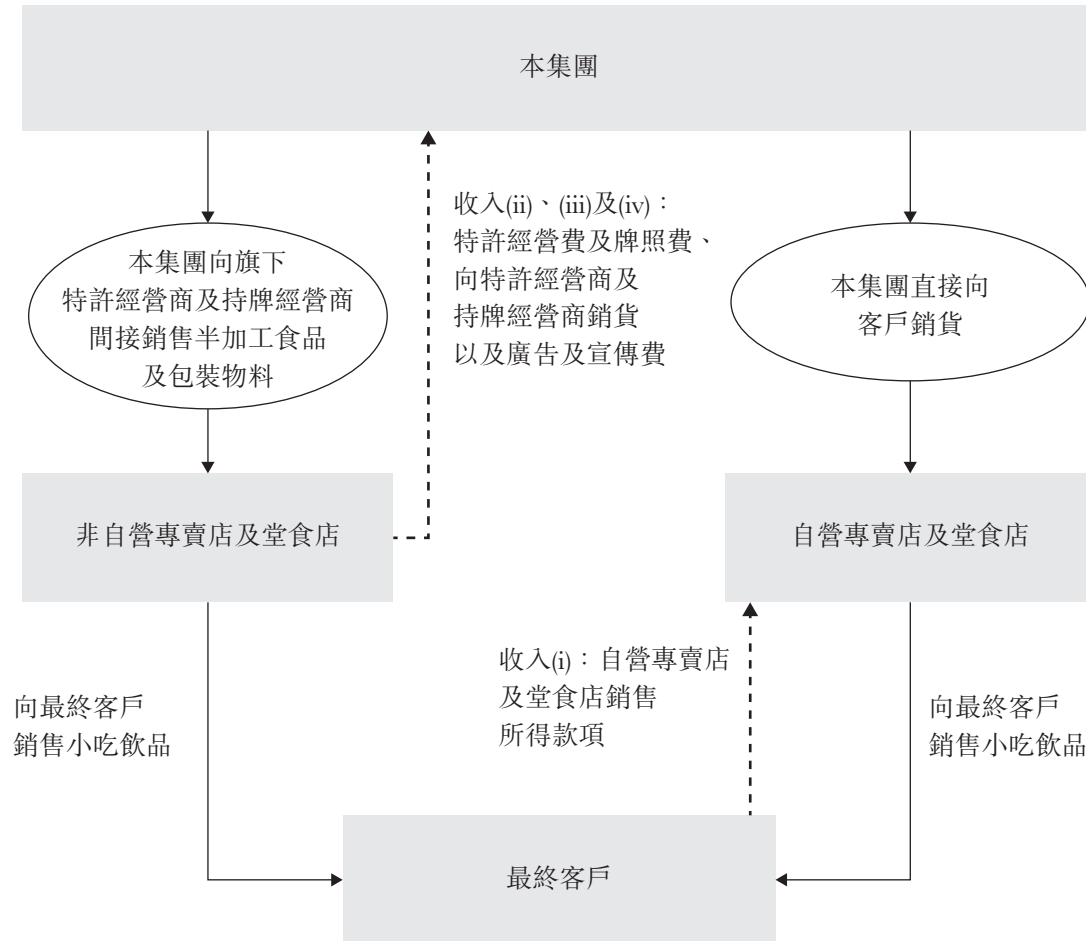 本集團
收入(ii)、(iii)及(iv)：
特許經營費及牌照費、
向特許經營商及
持牌經營商銷貨
以及廣告及宣傳費
本集團向旗下
特許經營商及持牌經營商
間接銷售半加工食品
及包裝物料
本集團直接向
客戶銷貨
非自營專賣店及堂食店
自營專賣店及堂食店
收入(i)：自營專賣店
及堂食店銷售
所得款項
向最終客戶
銷售小吃飲品
向最終客戶
銷售小吃飲品
最終客戶